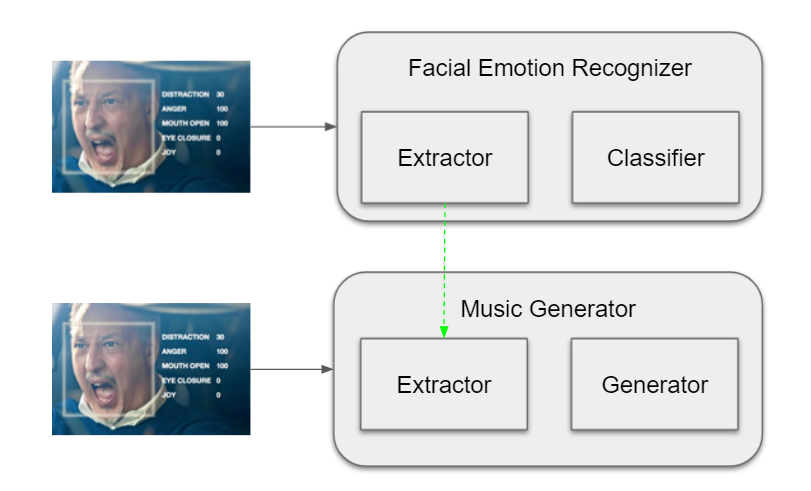 Facial Emotion Recognizer
DISTRACTION 30
ANGER 100
MOUTH OPEN 100
EYE CLOSURE 0
JOY 0
Extractor
Classifier
Music Generator
DISTRACTION 30
ANGER 100
MOUTH OPEN 100
EYE CLOSURE 0
JOY 0
Extractor
Generator